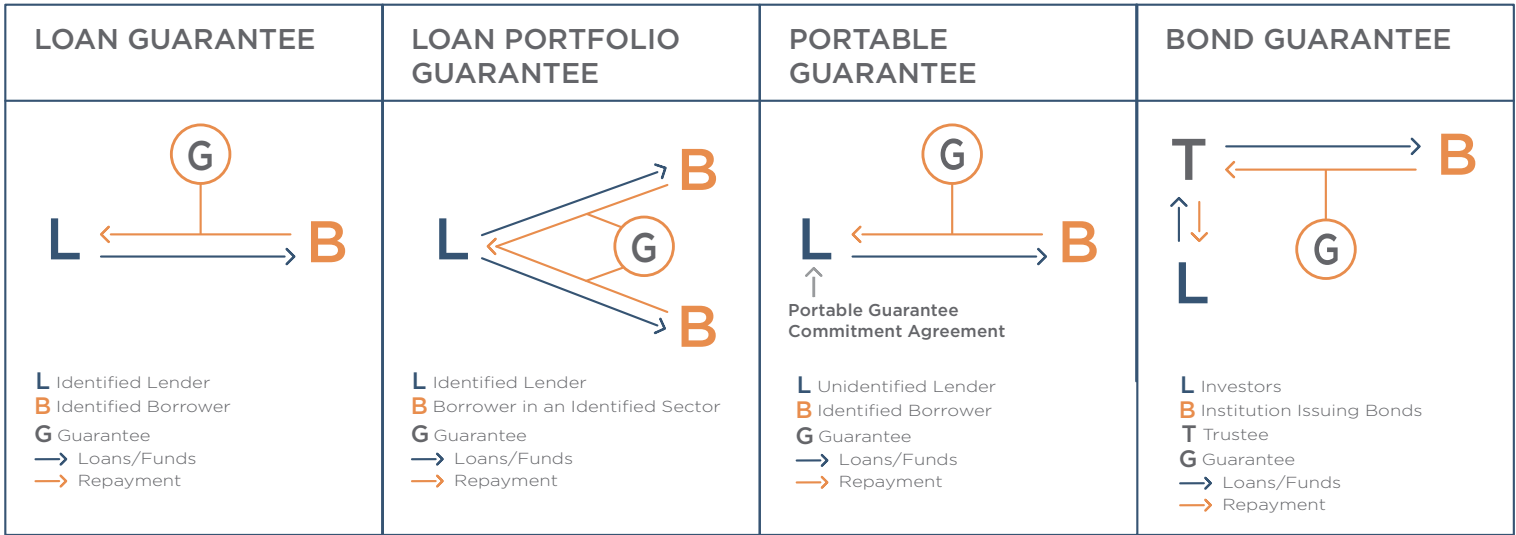 LOAN GUARANTEE
G
L
B
L Identified Lender
B Identified Borrower
G Guarantee
Loans/Funds
Repayment
LOAN PORTFOLIO
GUARANTEE
B
L
G
B
L Identified Lender
B Borrower in an Identified Sector
G Guarantee
Loans/Funds
Repayment
PORTABLE
GUARANTEE
G
L
B
Portable Guarantee
Commitment Agreement
L Unidentified Lender
B Identified Borrower
G Guarantee
Loans/Funds
Repayment
BOND GUARANTEE
T
B
G
L
L Investors
B Institution Issuing Bonds
T Trustee
G Guarantee
Loans/Funds
Repayment